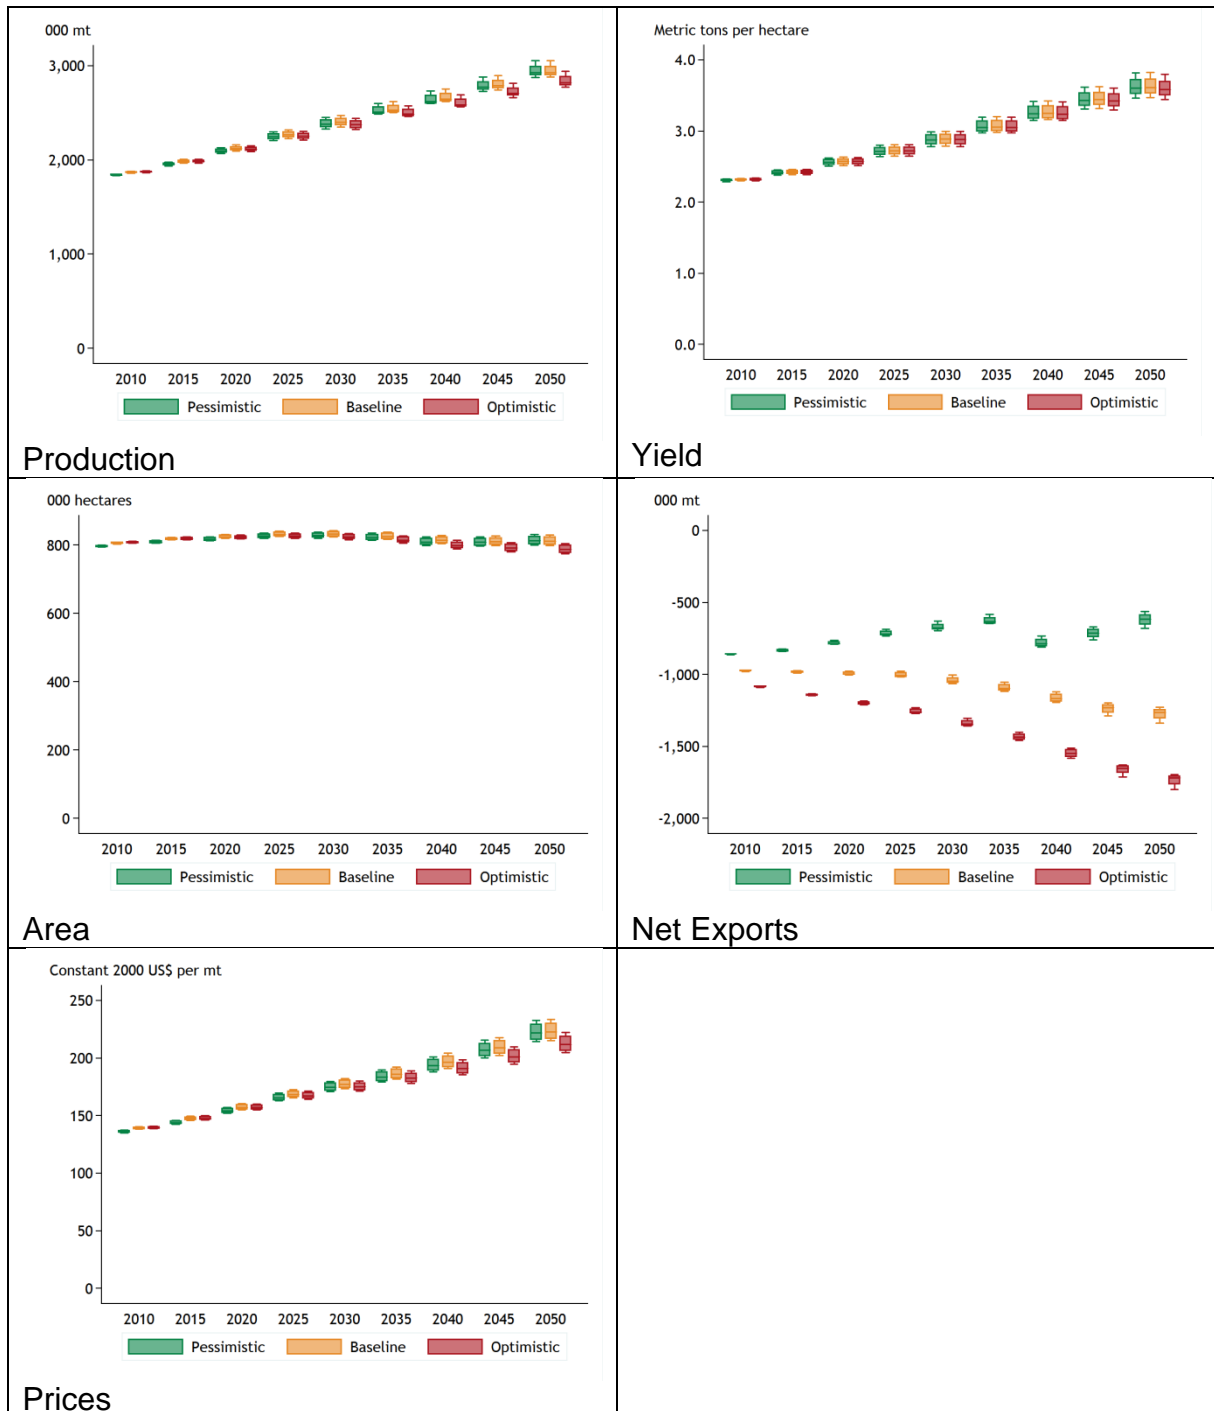 000 mt
3,000
2,000
1,000
0
2010 2015 2020 2025 2030 2035 2040 2045 2050
Pessimistic Baseline Optimistic
Production
Metric tons per hectare
4.0
3.0
2.0
1.0
0.0
2010 2015 2020 2025 2030 2035 2040 2045 2050
Pessimistic Baseline Optimistic
Yield
000 hectares
800
600
400
200
0
2010 2015 2020 2025 2030 2035 2040 2045 2050
Pessimistic Baseline Optimistic
Area
000 mt
0
-500
-1,000
-1,500
-2,000
2010 2015 2020 2025 2030 2035 2040 2045 2050
Pessimistic Baseline Optimistic
Net Exports
Constant 2000 US$ per mt
250
200
150
100
50
0
2010 2015 2020 2025 2030 2035 2040 2045 2050
Pessimistic Baseline Optimistic
Prices